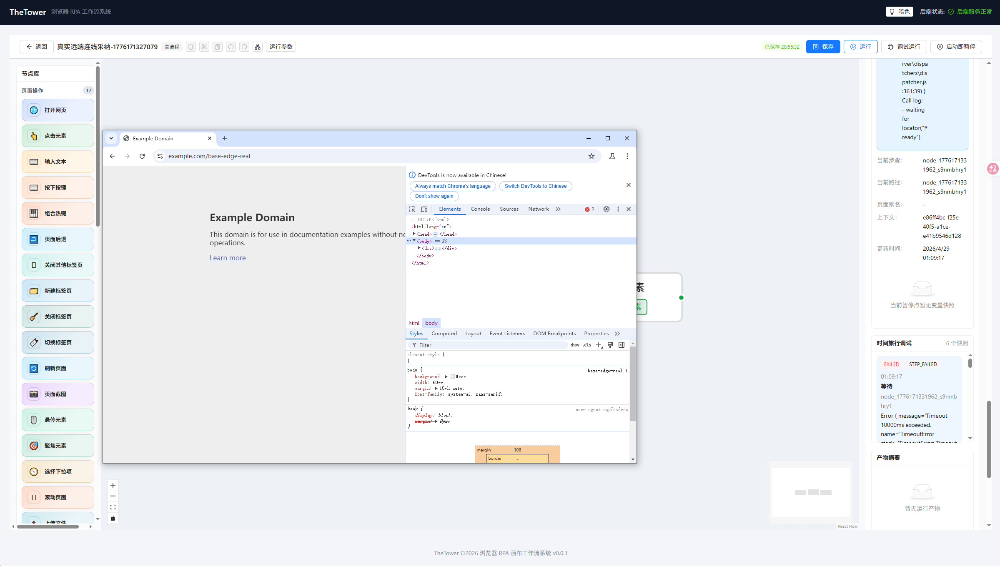 TheTower 浏览器 RPA 工作流系统
暗色 后端状态: 后端服务正常
返回 真实远端连线采纳-1776171327079 主流程 运行参数
已保存 20:55:32 保存 运行 调试运行 启动即暂停
节点库
页面操作 17
打开网页
点击元素
输入文本
按下按键
组合热键
页面后退
关闭其他标签页
新建标签页
关闭标签页
切换标签页
刷新页面
页面截图
悬停元素
聚焦元素
选择下拉项
滚动页面
上传文件
Example Domain
example.com/base-edge-real
Example Domain
This domain is for use in documentation examples without ne
operations.
Learn more
DevTools is now available in Chinese!
Always match Chrome's language Switch DevTools to Chinese
Don't show again
Elements Console Sources Network 2
<!DOCTYPE html>
<html lang="en">
<head> </head>
<body> == $0
<div> </div>
</body>
</html>
html body
Styles Computed Layout Event Listeners DOM Breakpoints Properties
Filter :hov .cls
element.style {
}
body { base-edge-real:1
background: #eee;
width: 60vw;
margin: 15vh auto;
font-family: system-ui, sans-serif;
}
body { user agent stylesheet
display: block;
margin: 8px;
}
margin 108
border –
素
素
React Flow
rver\dispa
tchers\dis
patcher.js
:361:39) }
Call log: -
- waiting
for
locator("#
ready")
当前步骤: node_177617133
1962_s9nmbhry1
当前路径: node_177617133
1962_s9nmbhry1
页面别名: -
上下文: e86ff4bc-f25e-
40f5-a1ce-
e41b9546d128
更新时间: 2026/4/29
01:09:17
当前暂停点暂无变量快照
时间旅行调试 6 个快照
FAILED STEP_FAILED
01:09:17
等待
node_1776171331962_s9nmb
hry1
Error { message='Timeout
10000ms exceeded.
name='TimeoutError
stack='TimeoutError: Timeout
产物摘要
暂无运行产物
TheTower ©2026 浏览器 RPA 画布工作流系统 v0.0.1